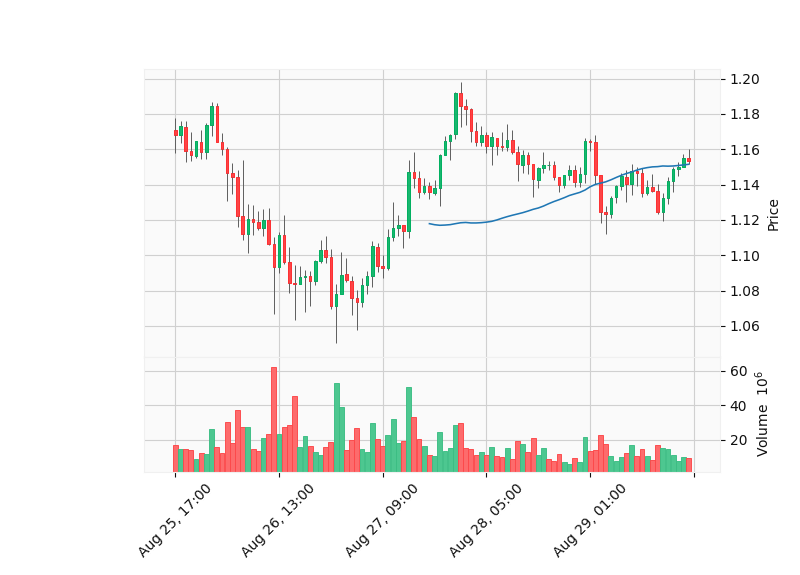 1.20
1.18
1.16
1.14
1.12
1.10
1.08
1.06
Price
60
40
20
Volume 10⁶
Aug 25, 17:00
Aug 26, 13:00
Aug 27, 09:00
Aug 28, 05:00
Aug 29, 01:00